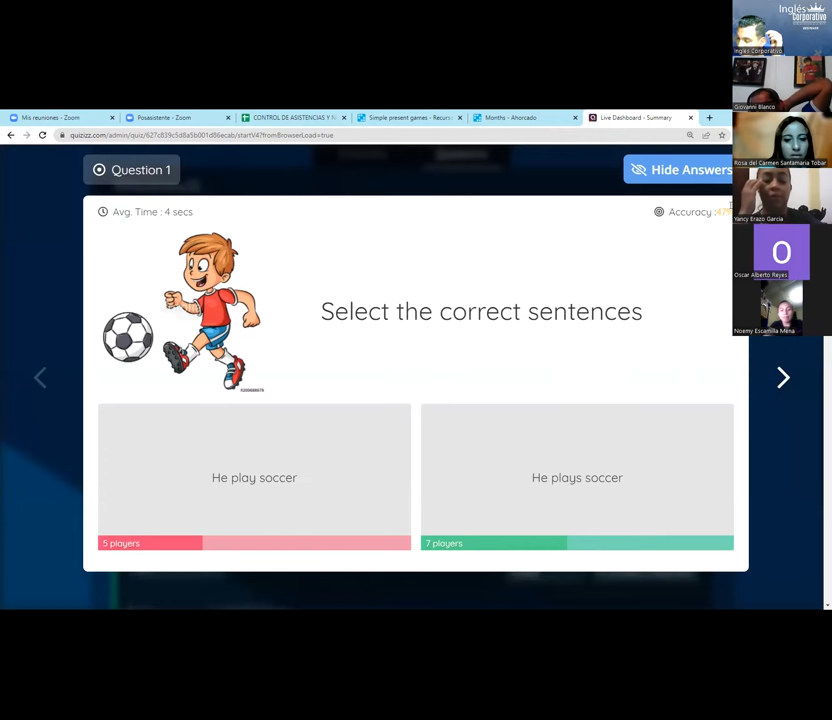 Inglés
Corporativo
Inglés Corporativo
Mis reuniones - Zoom
Posasistente - Zoom
CONTROL DE ASISTENCIAS Y N
Simple present games - Recurso
Months - Ahorcado
Live Dashboard - Summary
quizizz.com/admin/quiz/627c839c5d8a5b001d86ecab/startV4?fromBrowserLoad=true
Giovanni Blanco
Rosa del Carmen Santamaria Tobar
Yancy Erazo Garcia
O
Oscar Alberto Reyes
Noemy Escamilla Mena
Question 1
Hide Answers
Avg. Time : 4 secs
Accuracy :
Select the correct sentences
He play soccer
He plays soccer
5 players
7 players